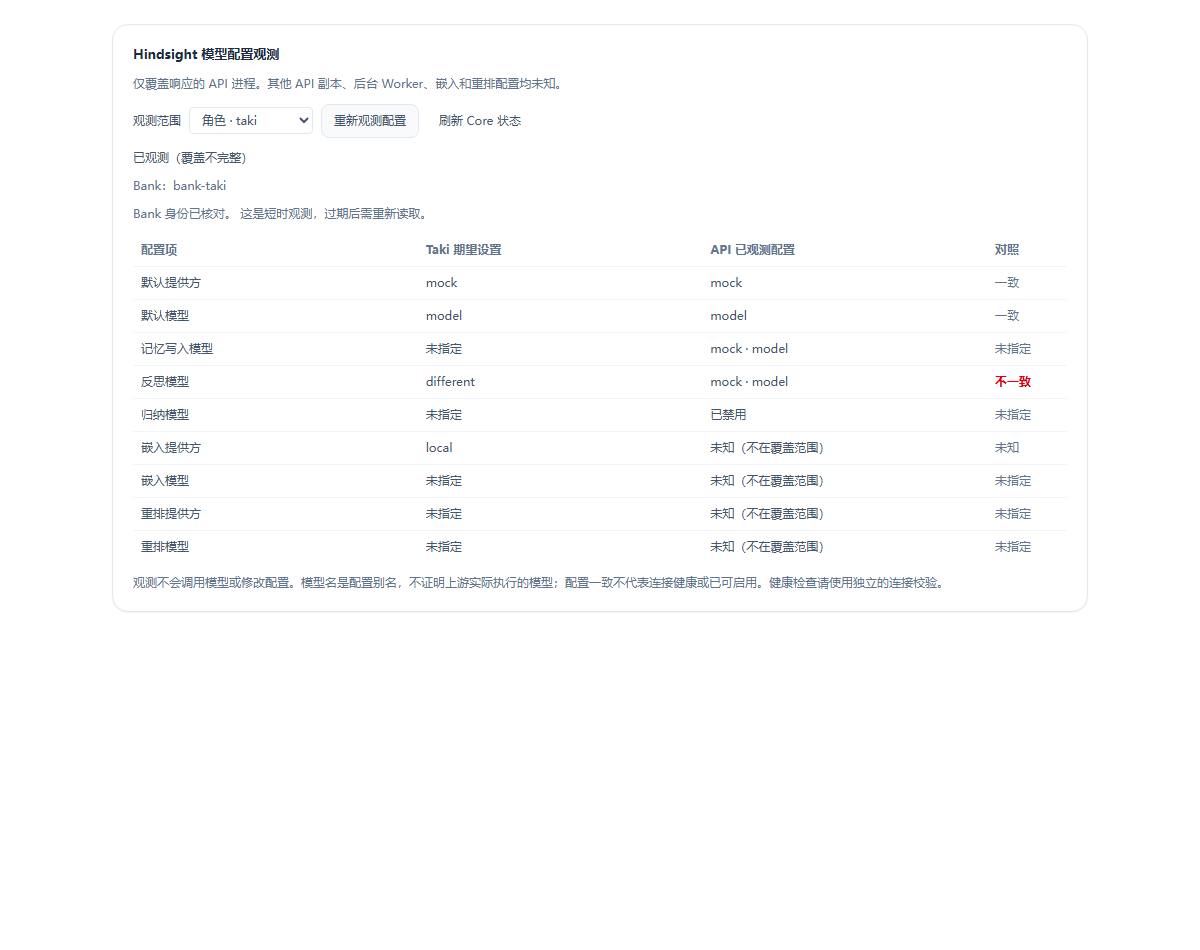 Hindsight 模型配置观测
仅覆盖响应的 API 进程。其他 API 副本、后台 Worker、嵌入和重排配置均未知。
观测范围 角色 · taki 重新观测配置 刷新 Core 状态
已观测（覆盖不完整）
Bank：bank-taki
Bank 身份已核对。 这是短时观测，过期后需重新读取。
配置项 Taki 期望设置 API 已观测配置 对照
默认提供方 mock mock 一致
默认模型 model model 一致
记忆写入模型 未指定 mock · model 未指定
反思模型 different mock · model 不一致
归纳模型 未指定 已禁用 未指定
嵌入提供方 local 未知（不在覆盖范围） 未知
嵌入模型 未指定 未知（不在覆盖范围） 未指定
重排提供方 未指定 未知（不在覆盖范围） 未指定
重排模型 未指定 未知（不在覆盖范围） 未指定
观测不会调用模型或修改配置。模型名是配置别名，不证明上游实际执行的模型；配置一致不代表连接健康或已可启用。健康检查请使用独立的连接校验。